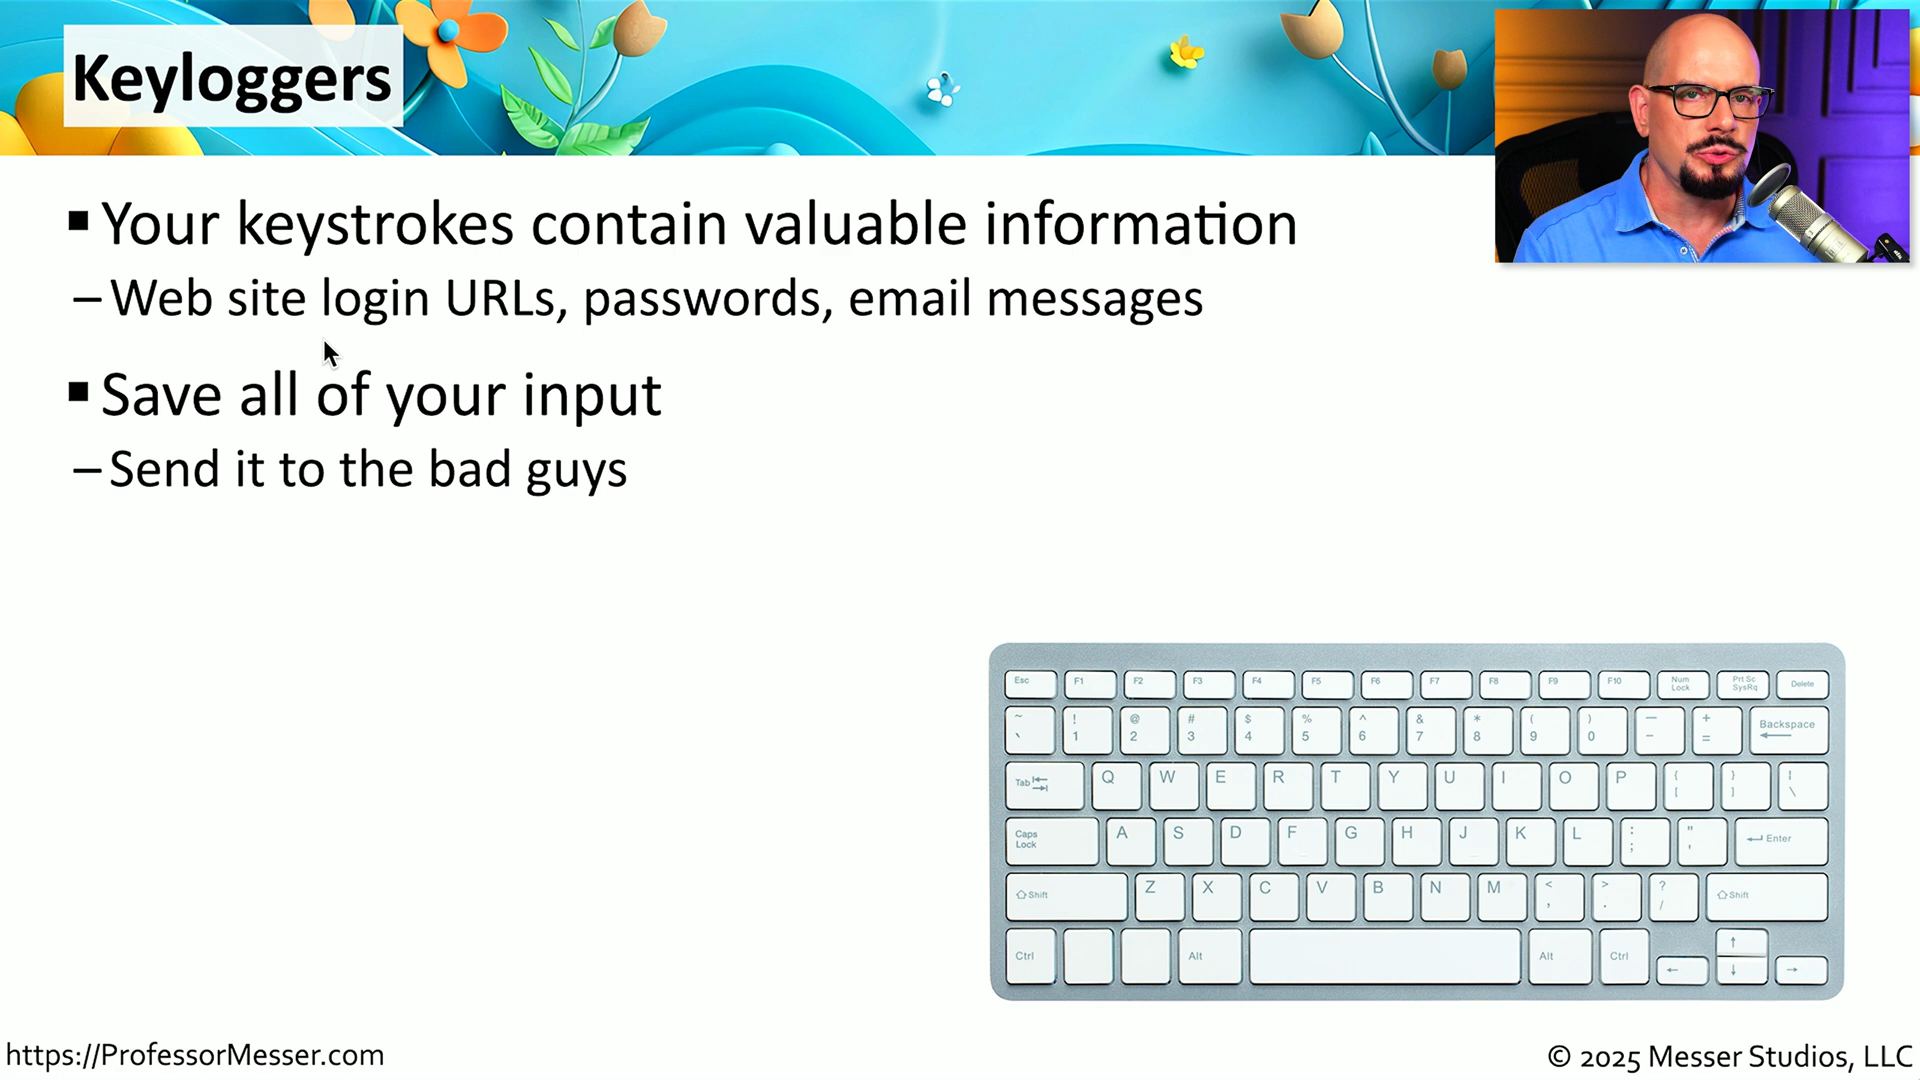 Keyloggers
▪ Your keystrokes contain valuable information
– Web site login URLs, passwords, email messages
▪ Save all of your input
– Send it to the bad guys
Esc F1 F2 F3 F4 F5 F6 F7 F8 F9 F10 Num Lock Prt Sc SysRq Delete
~ ` ! 1 @ 2 # 3 $ 4 % 5 ^ 6 & 7 * 8 ( 9 ) 0 — - + = Backspace
Tab Q W E R T Y U I O P { [ } ] | \
Caps Lock A S D F G H J K L : ; " ' Enter
Shift Z X C V B N M < , > . ? / Shift
Ctrl Alt Alt Ctrl ← ↑ ↓ →
https://ProfessorMesser.com
© 2025 Messer Studios, LLC